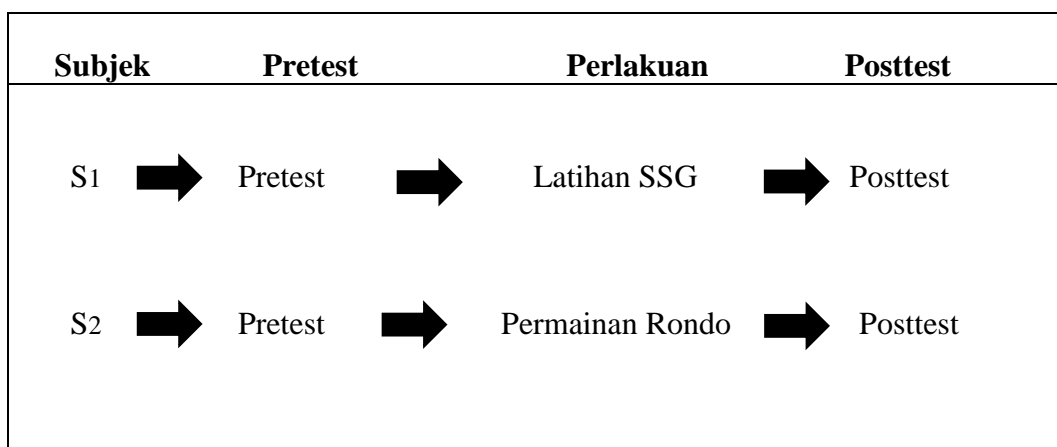 Subjek Pretest Perlakuan Posttest
S1 Pretest Latihan SSG Posttest
S2 Pretest Permainan Rondo Posttest